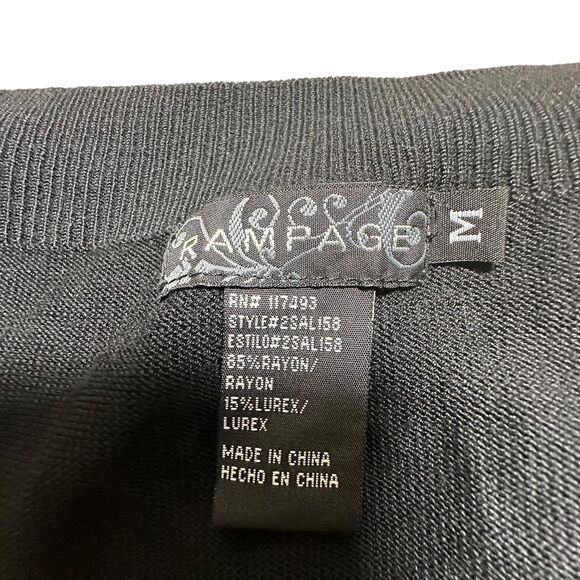 RAMPAGE
M
RN# 117493
STYLE#2SAL158
ESTILO#2SAL158
85%RAYON/
RAYON
15%LUREX/
LUREX
MADE IN CHINA
HECHO EN CHINA